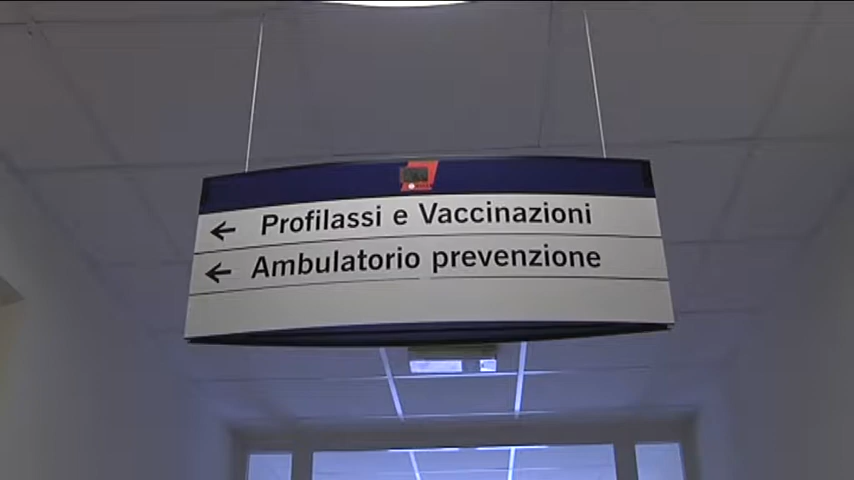 ← Profilassi e Vaccinazioni
← Ambulatorio prevenzione